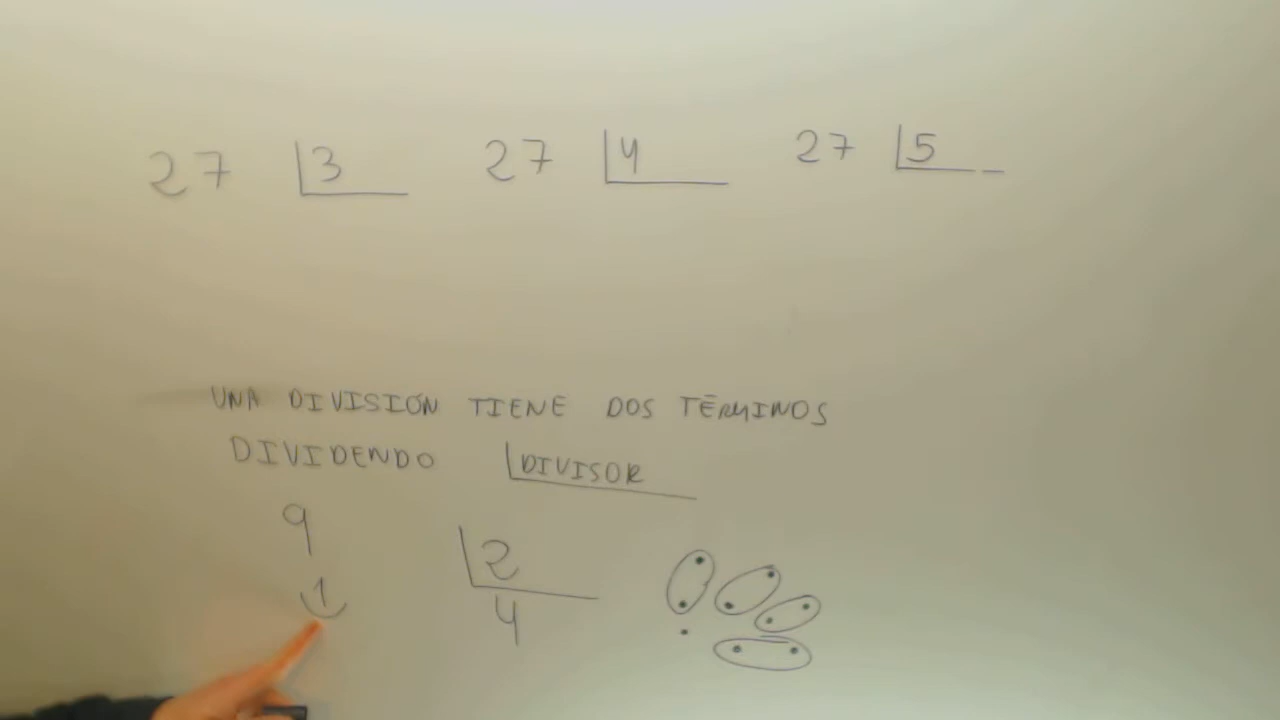 27 3 27 4 27 5
UNA DIVISIÓN TIENE DOS TÉRMINOS
DIVIDENDO DIVISOR
9 2
1 4